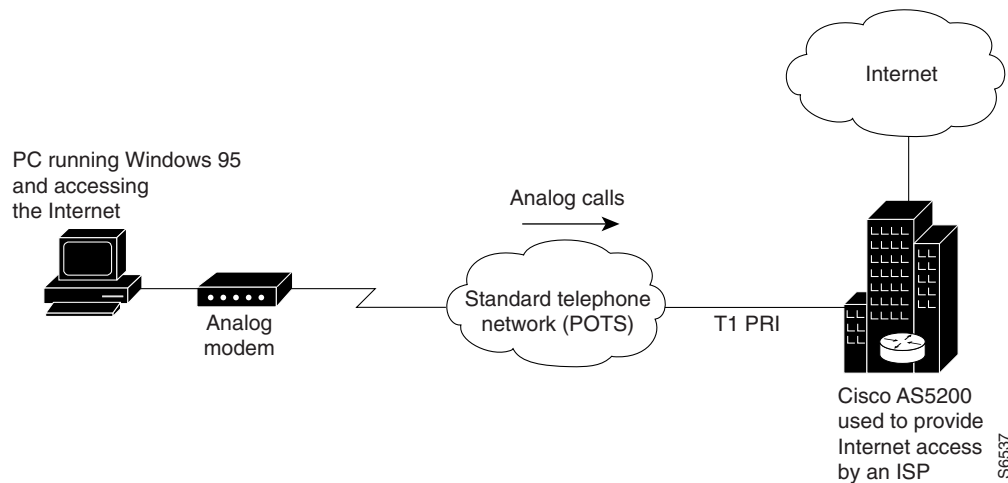 Internet
PC running Windows 95
and accessing
the Internet
Analog calls
Standard telephone
network (POTS)
Analog
modem
T1 PRI
Cisco AS5200
used to provide
Internet access
by an ISP
S6537